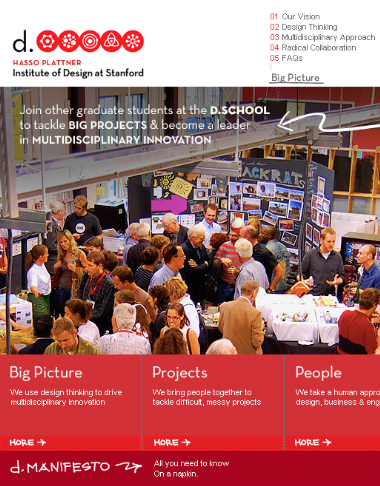 d.
HASSO PLATTNER
Institute of Design at Stanford
01 Our Vision
02 Design Thinking
03 Multidisciplinary Approach
04 Radical Collaboration
05 FAQs
Big Picture
Join other graduate students at the D.SCHOOL
to tackle BIG PROJECTS & become a leader
in MULTIDISCIPLINARY INNOVATION
Big Picture
We use design thinking to drive
multidisciplinary innovation
MORE →
Projects
We bring people together to
tackle difficult, messy projects
MORE →
People
We take a human appro
design, business & eng
MORE →
d.MANIFESTO →
All you need to know
On a napkin.